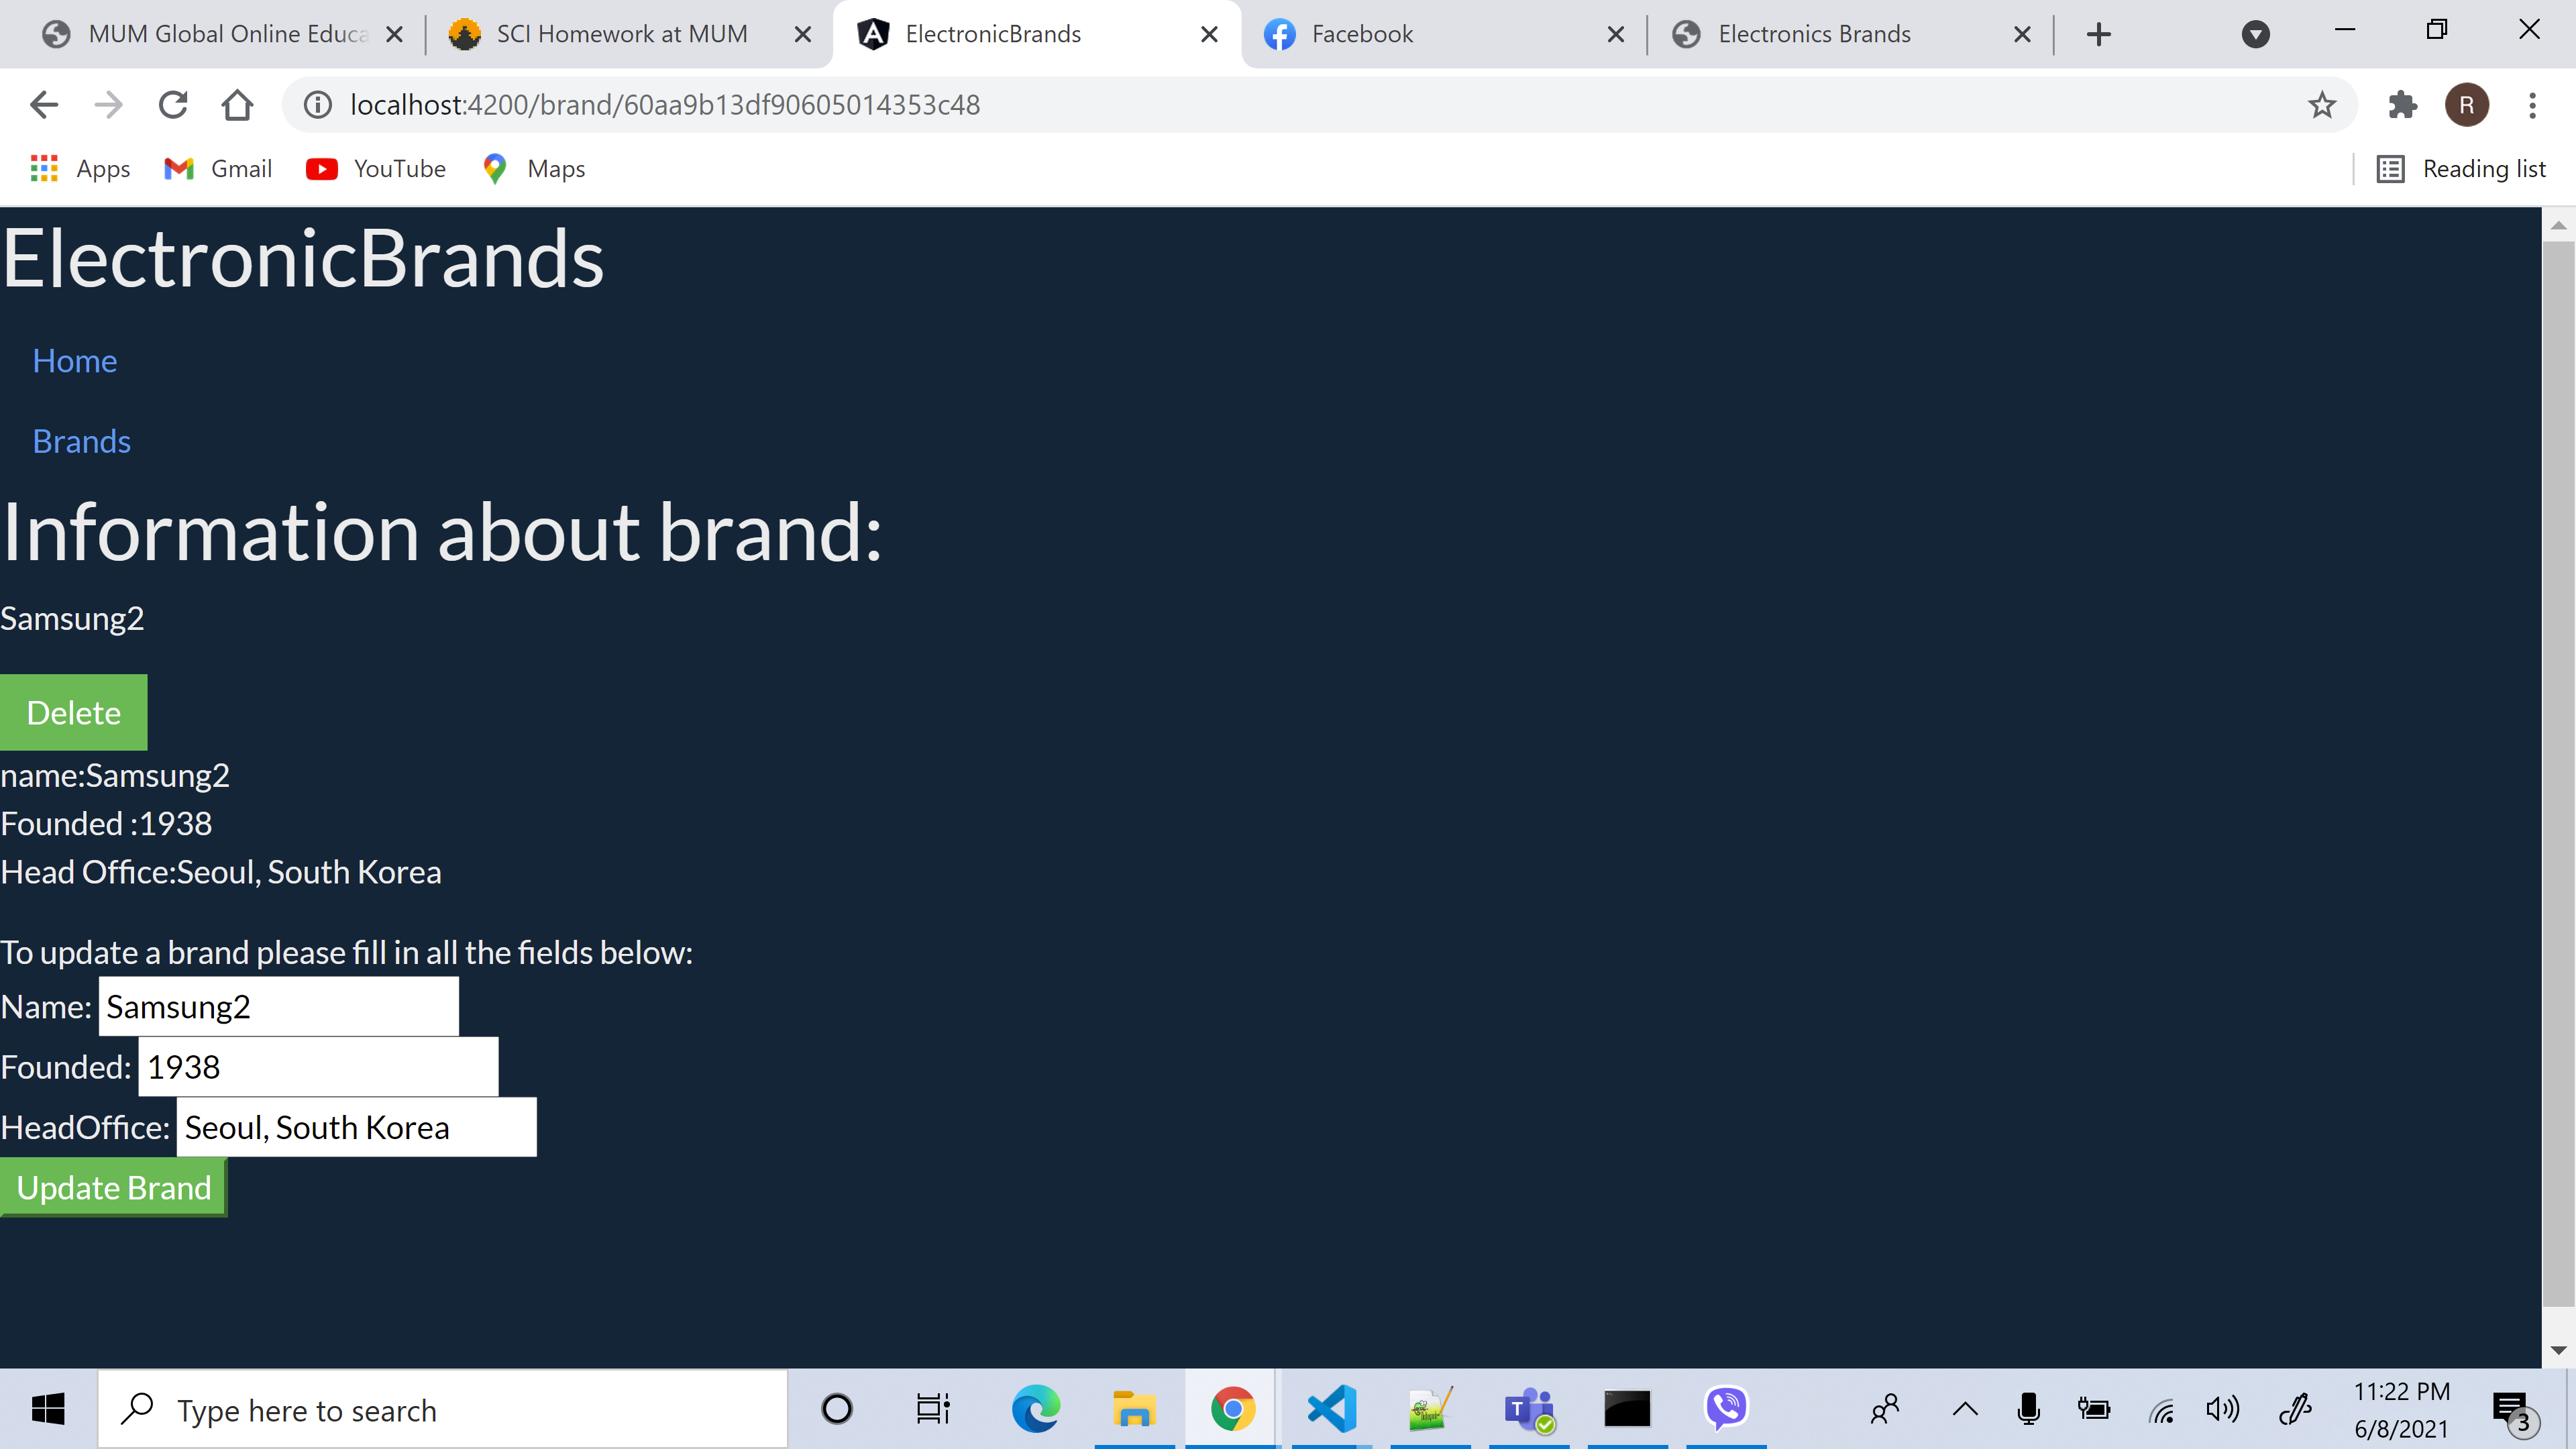 MUM Global Online Educa
SCI Homework at MUM
ElectronicBrands
Facebook
Electronics Brands
localhost:4200/brand/60aa9b13df90605014353c48
R
Apps
Gmail
YouTube
Maps
Reading list
ElectronicBrands
Home
Brands
Information about brand:
Samsung2
Delete
name:Samsung2
Founded :1938
Head Office:Seoul, South Korea
To update a brand please fill in all the fields below:
Name: Samsung2
Founded: 1938
HeadOffice: Seoul, South Korea
Update Brand
Type here to search
T
11:22 PM
6/8/2021
3